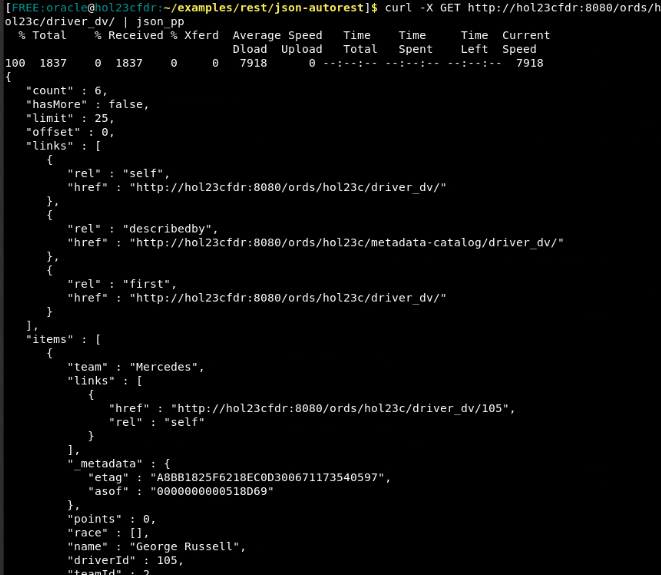 [FREE:oracle@hol23cfdr:~/examples/rest/json-autorest]$ curl -X GET http://hol23cfdr:8080/ords/h
ol23c/driver_dv/ | json_pp
  % Total    % Received % Xferd  Average Speed   Time    Time     Time  Current
                                 Dload  Upload   Total   Spent    Left  Speed
100  1837    0  1837    0     0   7918      0 --:--:-- --:--:-- --:--:--  7918
{
   "count" : 6,
   "hasMore" : false,
   "limit" : 25,
   "offset" : 0,
   "links" : [
      {
         "rel" : "self",
         "href" : "http://hol23cfdr:8080/ords/hol23c/driver_dv/"
      },
      {
         "rel" : "describedby",
         "href" : "http://hol23cfdr:8080/ords/hol23c/metadata-catalog/driver_dv/"
      },
      {
         "rel" : "first",
         "href" : "http://hol23cfdr:8080/ords/hol23c/driver_dv/"
      }
   ],
   "items" : [
      {
         "team" : "Mercedes",
         "links" : [
            {
               "href" : "http://hol23cfdr:8080/ords/hol23c/driver_dv/105",
               "rel" : "self"
            }
         ],
         "_metadata" : {
            "etag" : "A8BB1825F6218EC0D300671173540597",
            "asof" : "0000000000518D69"
         },
         "points" : 0,
         "race" : [],
         "name" : "George Russell",
         "driverId" : 105,
         "teamId" : 2,